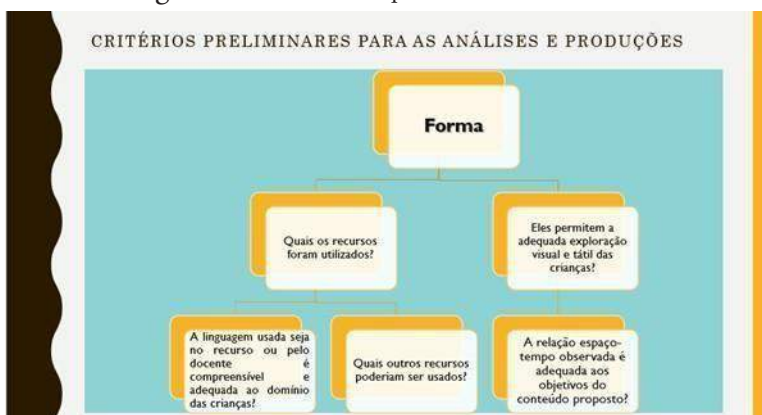 CRITÉRIOS PRELIMINARES PARA AS ANÁLISES E PRODUÇÕES
Forma
Quais os recursos
foram utilizados?
Eles permitem a
adequada exploração
visual e tátil das
crianças?
A linguagem usada seja
no recurso ou pelo
docente é
compreensível e
adequada ao domínio
das crianças?
Quais outros recursos
poderiam ser usados?
A relação espaço-
tempo observada é
adequada aos
objetivos do
conteúdo proposto?